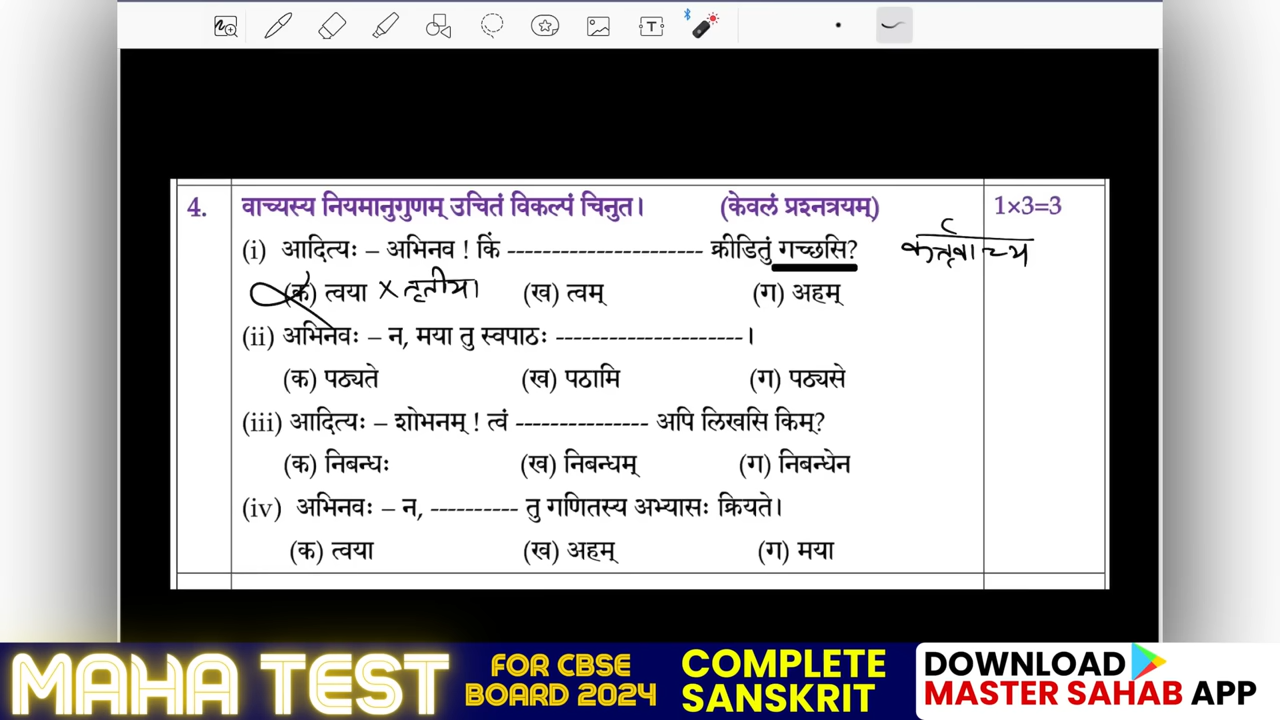 4. वाच्यस्य नियमानुगुणम् उचितं विकल्पं चिनुत। (केवलं प्रश्नत्रयम्) 1×3=3
(i) आदित्यः – अभिनव ! किं ---------------------- क्रीडितुं गच्छसि? कर्तृवाच्य
(क) त्वया × तृतीया (ख) त्वम् (ग) अहम्
(ii) अभिनवः – न, मया तु स्वपाठः ---------------------।
(क) पठ्यते (ख) पठामि (ग) पठ्यसे
(iii) आदित्यः – शोभनम् ! त्वं --------------- अपि लिखसि किम्?
(क) निबन्धः (ख) निबन्धम् (ग) निबन्धेन
(iv) अभिनवः – न, ---------- तु गणितस्य अभ्यासः क्रियते।
(क) त्वया (ख) अहम् (ग) मया
MAHA TEST
FOR CBSE
BOARD 2024
COMPLETE
SANSKRIT
DOWNLOAD
MASTER SAHAB APP